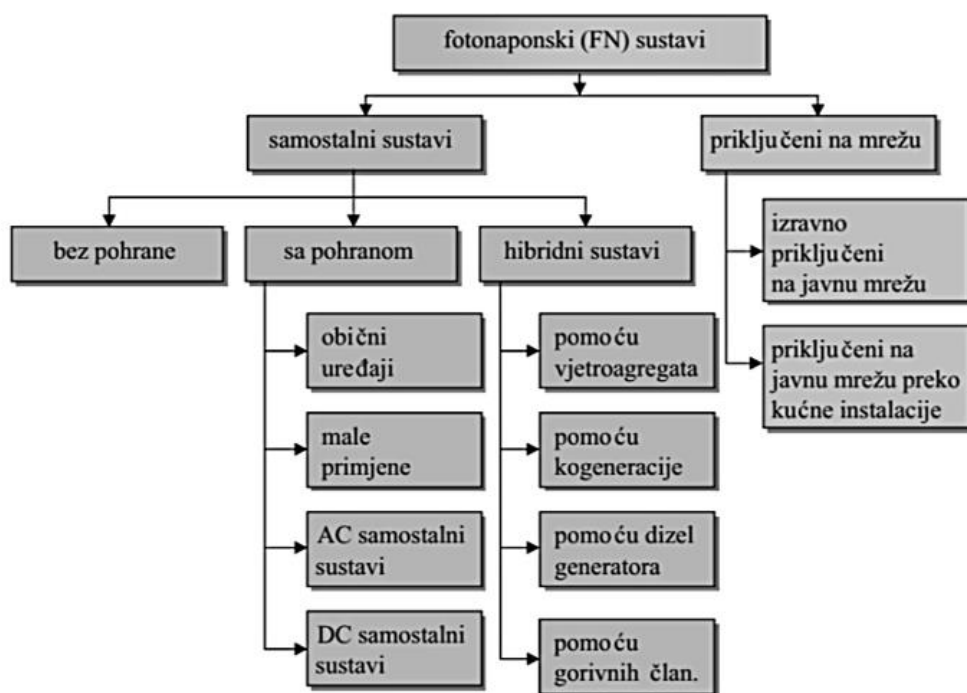 fotonaponski (FN) sustavi
samostalni sustavi
priključeni na mrežu
bez pohrane
sa pohranom
hibridni sustavi
izravno
priključeni
na javnu mrežu
priključeni na
javnu mrežu preko
kućne instalacije
obični
uređaji
male
primjene
AC samostalni
sustavi
DC samostalni
sustavi
pomoću
vjetroagregata
pomoću
kogeneracije
pomoću dizel
generatora
pomoću
gorivnih član.